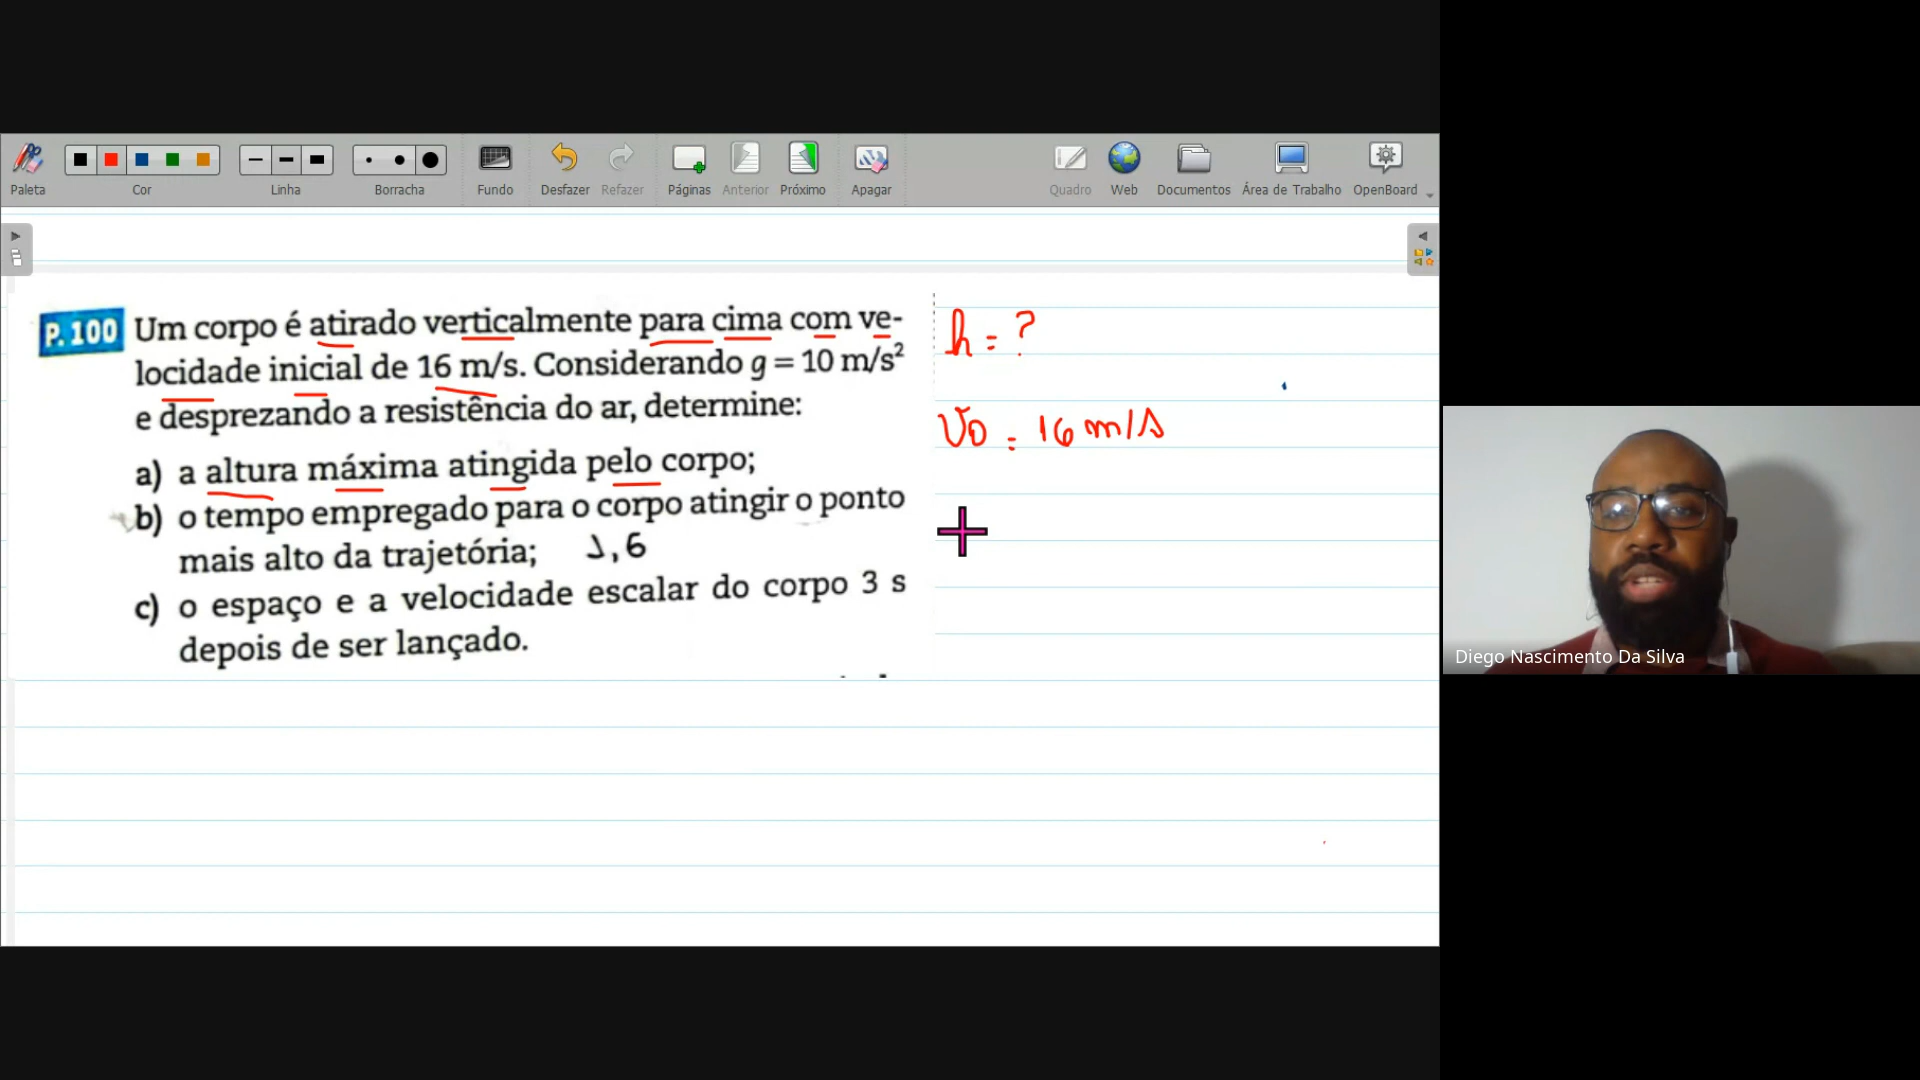 Paleta Cor Linha Borracha Fundo Desfazer Refazer Páginas Anterior Próximo Apagar Quadro Web Documentos Área de Trabalho OpenBoard
P. 100 Um corpo é atirado verticalmente para cima com ve-
locidade inicial de 16 m/s. Considerando g = 10 m/s²
e desprezando a resistência do ar, determine:
a) a altura máxima atingida pelo corpo;
b) o tempo empregado para o corpo atingir o ponto
mais alto da trajetória; 1,6
c) o espaço e a velocidade escalar do corpo 3 s
depois de ser lançado.
h = ?
V0 = 16 m/s
Diego Nascimento Da Silva